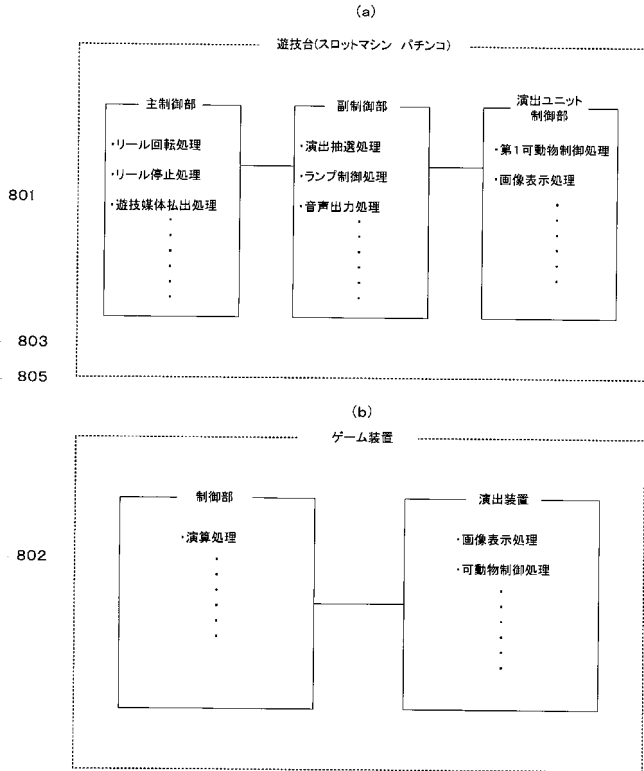 (a)
遊技台(スロットマシン パチンコ)
主制御部
・リール回転処理
・リール停止処理
・遊技媒体払出処理
副制御部
・演出抽選処理
・ランプ制御処理
・音声出力処理
演出ユニット
制御部
・第1可動物制御処理
・画像表示処理
801
803
805
(b)
ゲーム装置
制御部
・演算処理
演出装置
・画像表示処理
・可動物制御処理
802